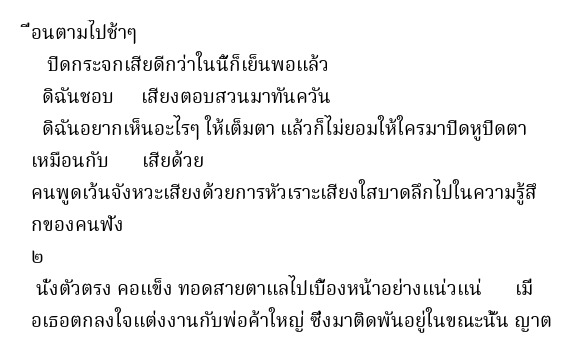 ื่อนตามไปช้าๆ
ปิดกระจกเสียดีกว่าในนี้ก็เย็นพอแล้ว
ดิฉันชอบ เสียงตอบสวนมาทันควัน
ดิฉันอยากเห็นอะไรๆ ให้เต็มตา แล้วก็ไม่ยอมให้ใครมาปิดหูปิดตา
เหมือนกับ เสียด้วย
คนพูดเว้นจังหวะเสียงด้วยการหัวเราะเสียงใสบาดลึกไปในความรู้สึ
กของคนฟัง
๒
นั่งตัวตรง คอแข็ง ทอดสายตาแลไปเบื้องหน้าอย่างแน่วแน่ เมื่
อเธอตกลงใจแต่งงานกับพ่อค้าใหญ่ ซึ่งมาติดพันอยู่ในขณะนั้น ญาต